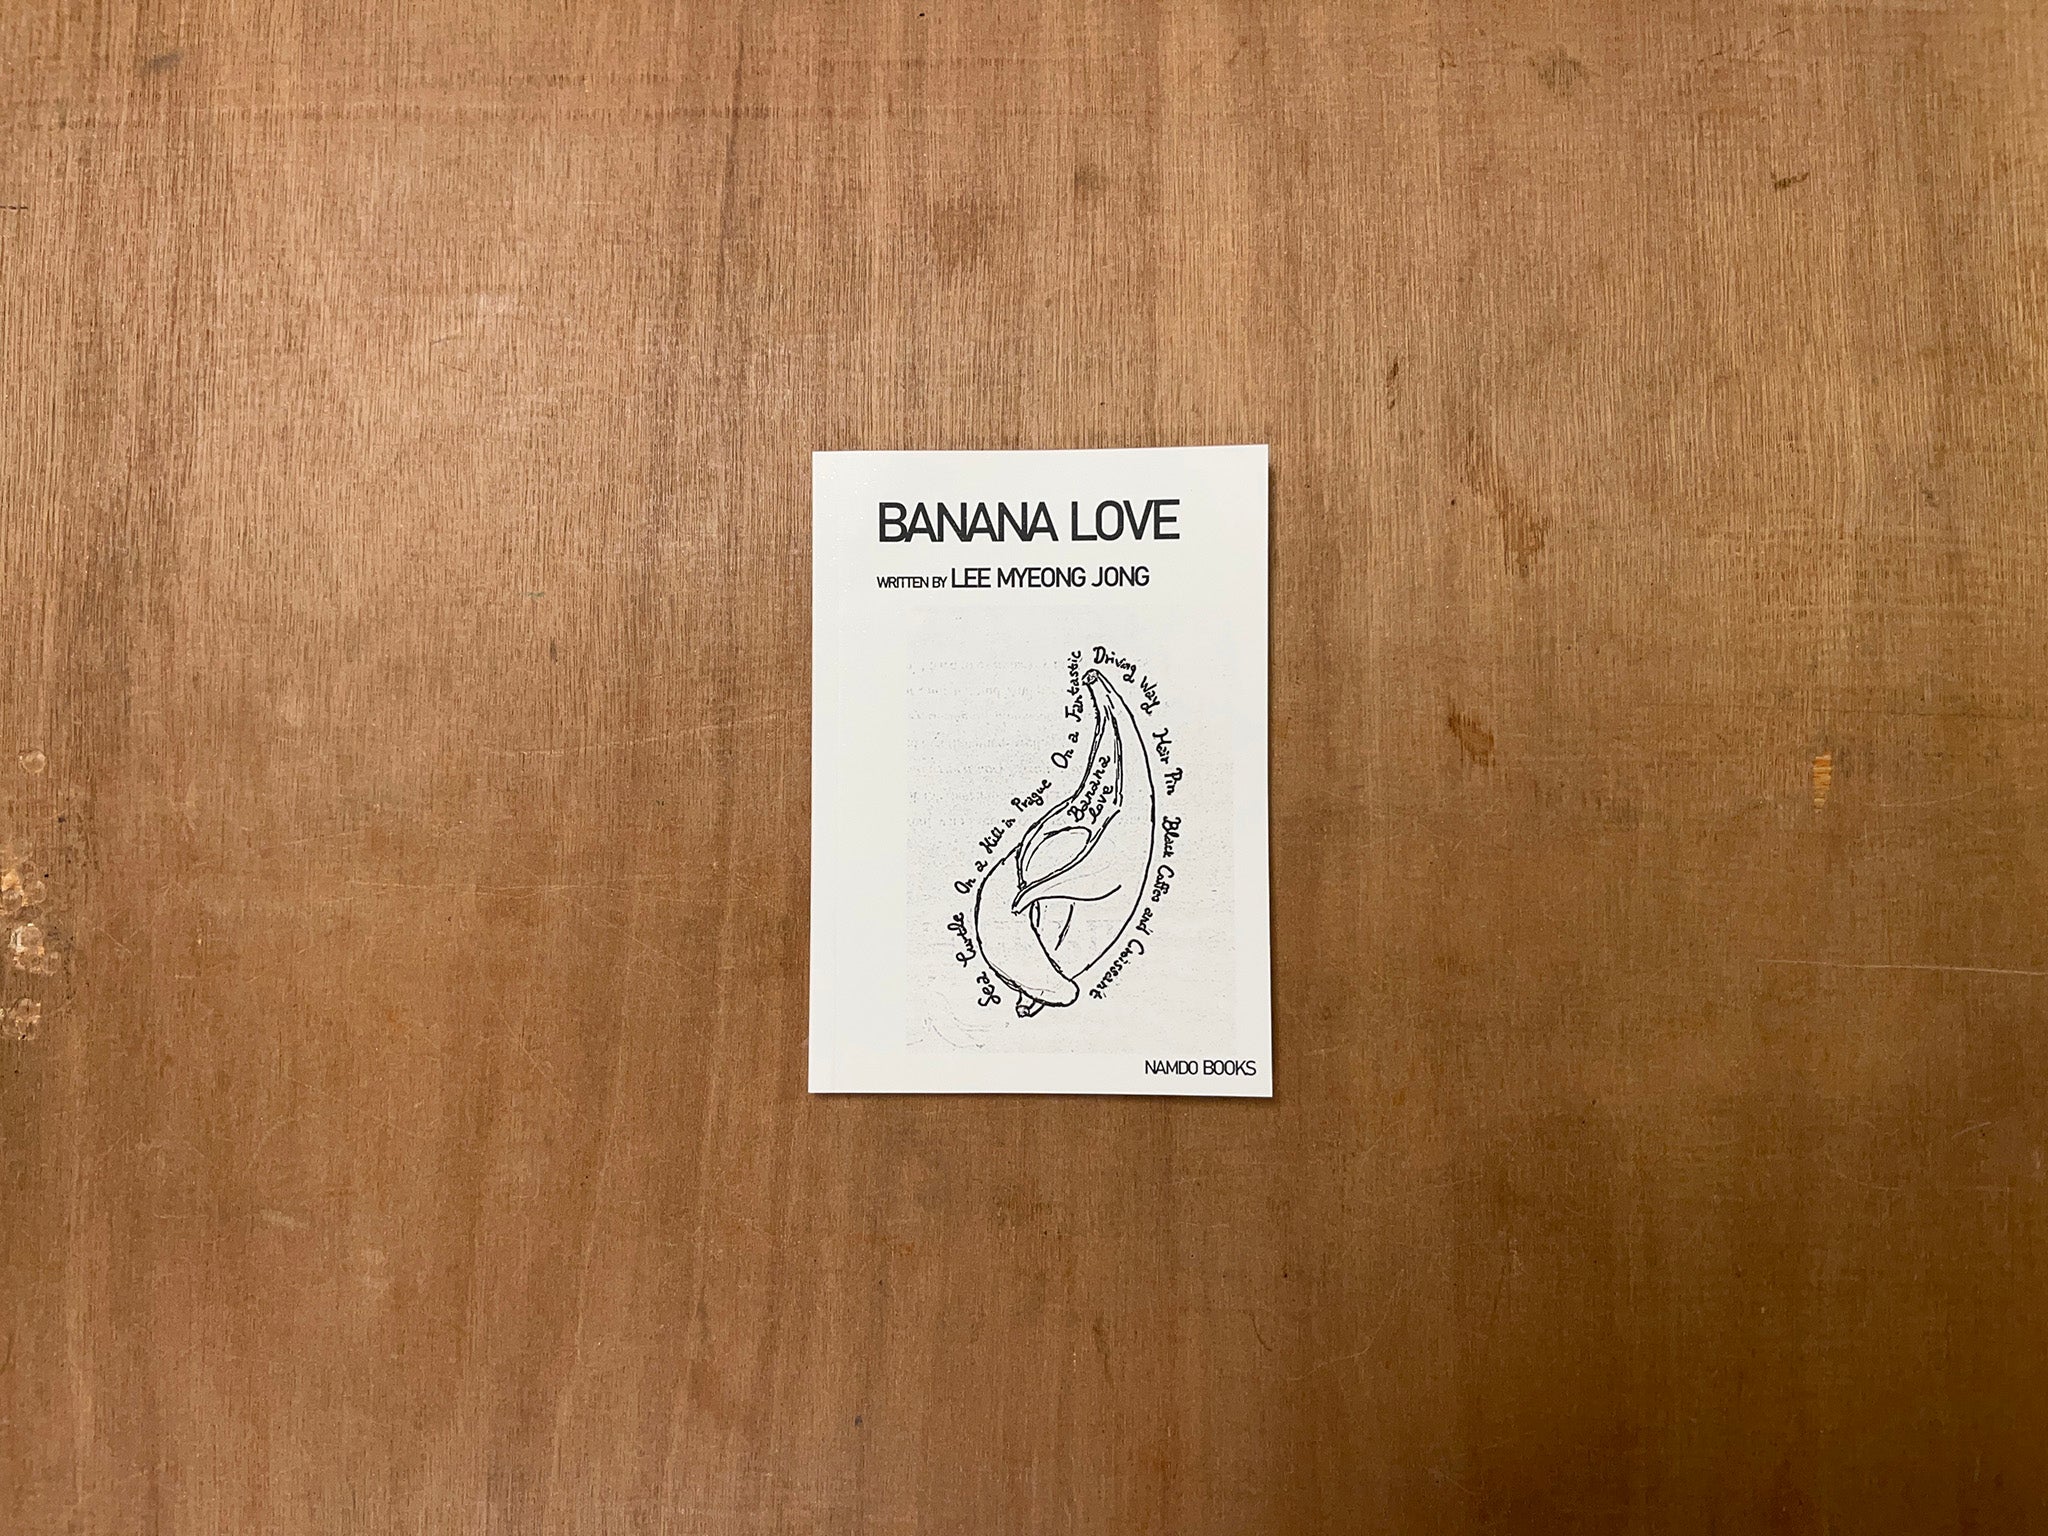 BANANA LOVE
WRITTEN BY LEE MYEONG JONG
Sea Turtle On a Hill in Prague On a Fantastic Driving Way Hair Pin Black Coffee and Croissant
Banana
love
NAMDO BOOKS